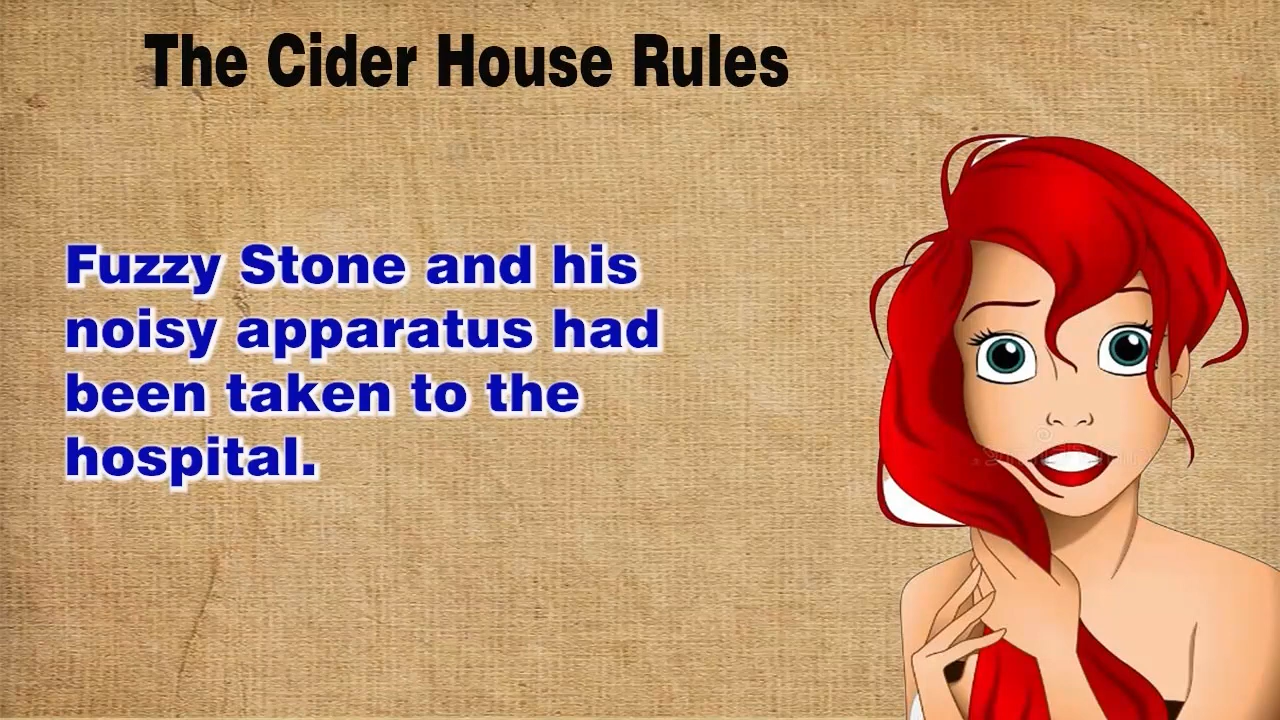 The Cider House Rules
Fuzzy Stone and his
noisy apparatus had
been taken to the
hospital.